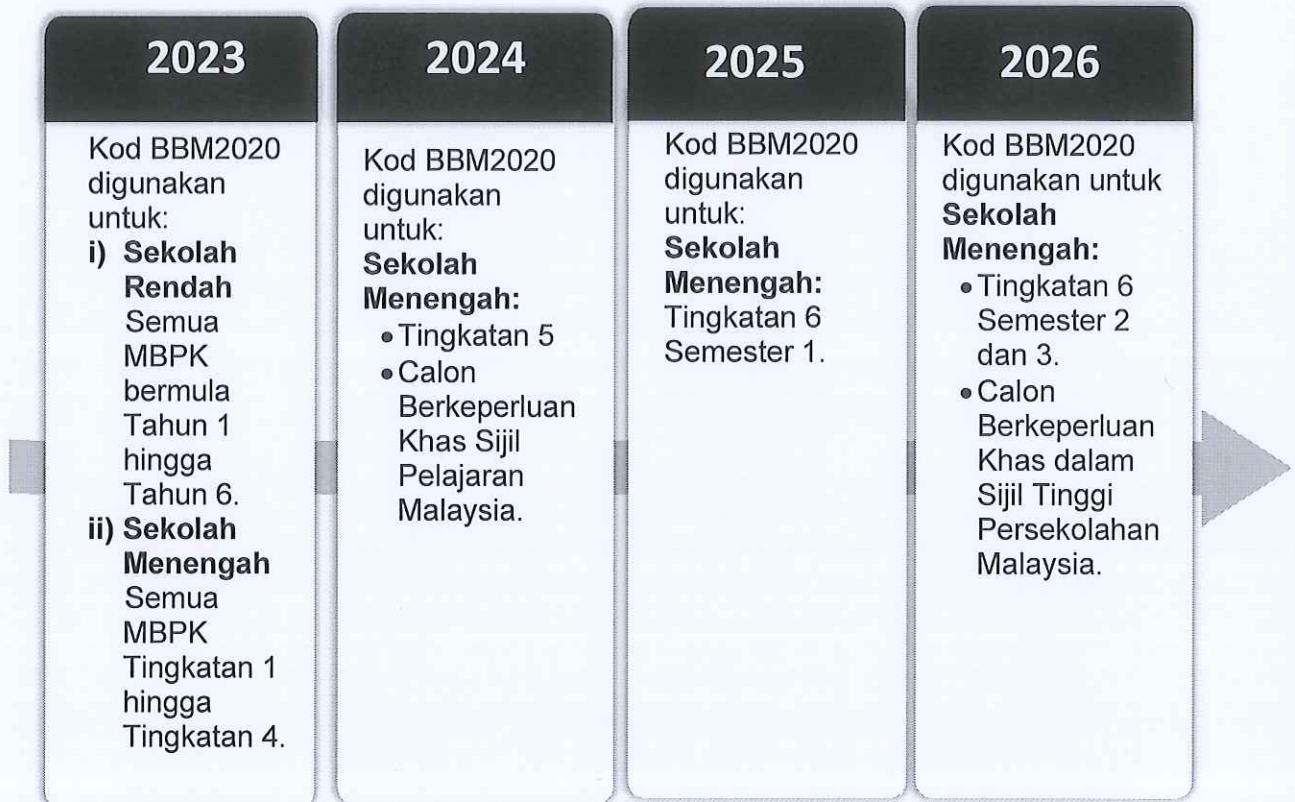 2023
Kod BBM2020
digunakan
untuk:
i) Sekolah
Rendah
Semua
MBPK
bermula
Tahun 1
hingga
Tahun 6.
ii) Sekolah
Menengah
Semua
MBPK
Tingkatan 1
hingga
Tingkatan 4.
2024
Kod BBM2020
digunakan
untuk:
Sekolah
Menengah:
• Tingkatan 5
• Calon
Berkeperluan
Khas Sijil
Pelajaran
Malaysia.
2025
Kod BBM2020
digunakan
untuk:
Sekolah
Menengah:
Tingkatan 6
Semester 1.
2026
Kod BBM2020
digunakan untuk
Sekolah
Menengah:
• Tingkatan 6
Semester 2
dan 3.
• Calon
Berkeperluan
Khas dalam
Sijil Tinggi
Persekolahan
Malaysia.